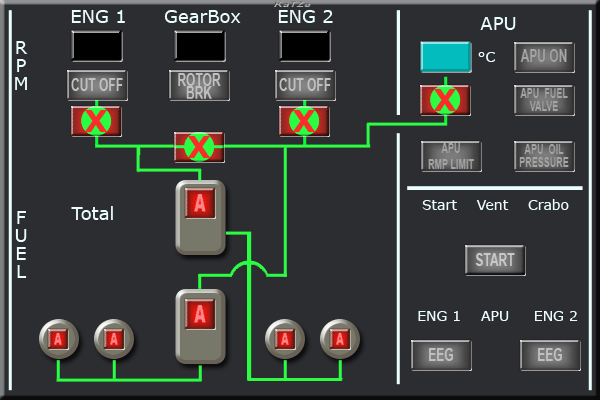 ENG 1 GearBox ENG 2 APU
RPM
°C APU ON
CUT OFF ROTOR BRK CUT OFF
APU FUEL VALVE
X X X X
APU RMP LIMIT
APU OIL PRESSURE
FUEL
Total
A
Start Vent Crabo
START
A
ENG 1 APU ENG 2
A A A A
EEG EEG